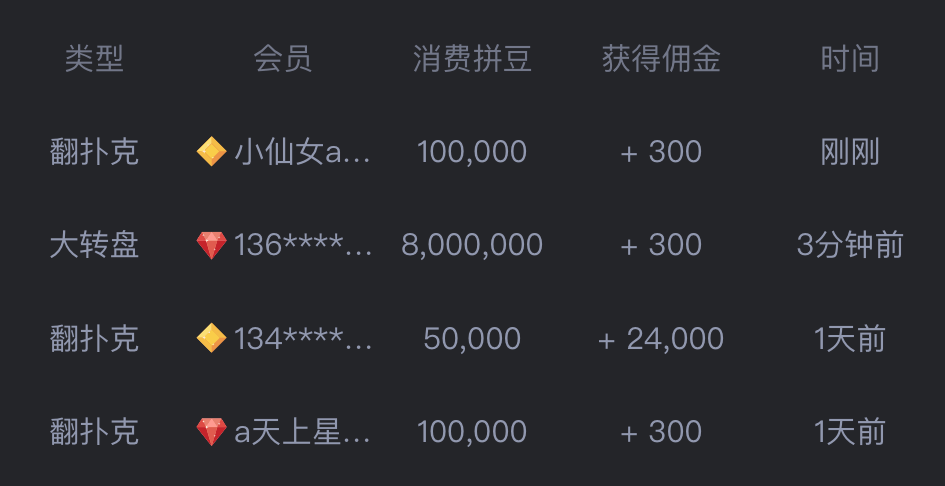 类型 会员 消费拼豆 获得佣金 时间
翻扑克 小仙女a... 100,000 + 300 刚刚
大转盘 136****... 8,000,000 + 300 3分钟前
翻扑克 134****... 50,000 + 24,000 1天前
翻扑克 a天上星... 100,000 + 300 1天前